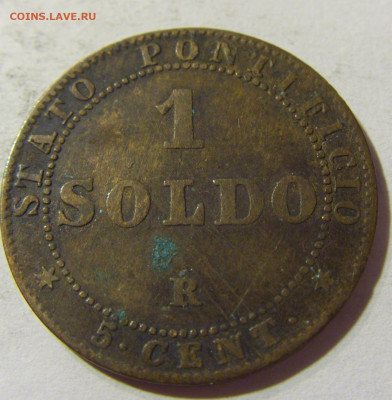 COINS.LAVE.RU
STATO PONTIFICIO
1
SOLDO
R
* 5 · CENT. *